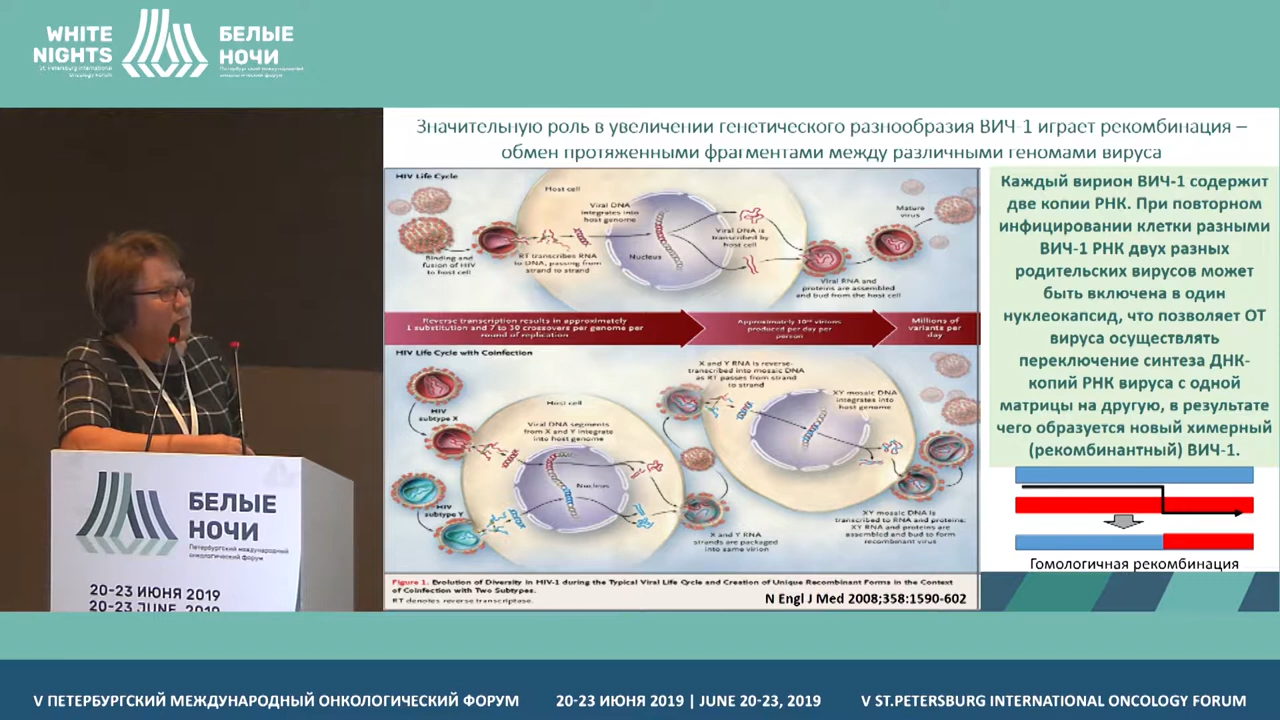 WHITE
NIGHTS
St. Petersburg International
Oncology Forum
БЕЛЫЕ
НОЧИ
Петербургский международный
онкологический форум
Значительную роль в увеличении генетического разнообразия ВИЧ-1 играет рекомбинация –
обмен протяженными фрагментами между различными геномами вируса
HIV Life Cycle
Host cell
Viral DNA
integrates into
host genome
Mature
virus
Viral DNA is
transcribed by
host cell
Nucleus
Binding and
fusion of HIV
to host cell
RT transcribes RNA
to DNA, passing from
strand to strand
Viral RNA and
proteins are assembled
and bud from the host cell
Reverse transcription results in approximately
1 substitution and 7 to 30 crossovers per genome per
round of replication
Approximately
virions
produced per day per
person
Millions of
variants per
day
HIV Life Cycle with Coinfection
HIV
subtype X
Host cell
Viral DNA segments
from X and Y integrate
into host genome
Nucleus
HIV
subtype Y
X and Y RNA
strands are packaged
into same virion
X and Y RNA is reverse-
transcribed into mosaic DNA
as RT passes from strand
to strand
XY mosaic DNA
integrates into
host genome
XY mosaic DNA is
transcribed to RNA and proteins;
XY RNA and proteins are
assembled and bud to form
recombinant virus
Figure 1. Evolution of Diversity in HIV-1 during the Typical Viral Life Cycle and Creation of Unique Recombinant Forms in the Context
of Coinfection with Two Subtypes.
RT denotes reverse transcriptase.
N Engl J Med 2008;358:1590-602
Каждый вирион ВИЧ-1 содержит
две копии РНК. При повторном
инфицировании клетки разными
ВИЧ-1 РНК двух разных
родительских вирусов может
быть включена в один
нуклеокапсид, что позволяет ОТ
вируса осуществлять
переключение синтеза ДНК-
копий РНК вируса с одной
матрицы на другую, в результате
чего образуется новый химерный
(рекомбинантный) ВИЧ-1.
Гомологичная рекомбинация
БЕЛЫЕ
НОЧИ
Петербургский международный
онкологический форум
20-23 ИЮНЯ 2019
20-23 JUNE, 2019
V ПЕТЕРБУРГСКИЙ МЕЖДУНАРОДНЫЙ ОНКОЛОГИЧЕСКИЙ ФОРУМ
20-23 ИЮНЯ 2019 | JUNE 20-23, 2019
V ST.PETERSBURG INTERNATIONAL ONCOLOGY FORUM